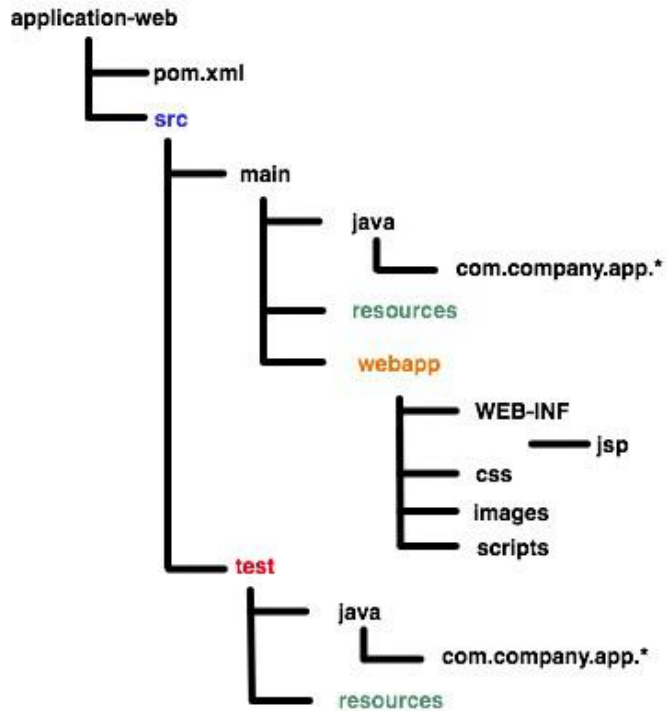 application-web
pom.xml
src
main
java
com.company.app.*
resources
webapp
WEB-INF
jsp
css
images
scripts
test
java
com.company.app.*
resources